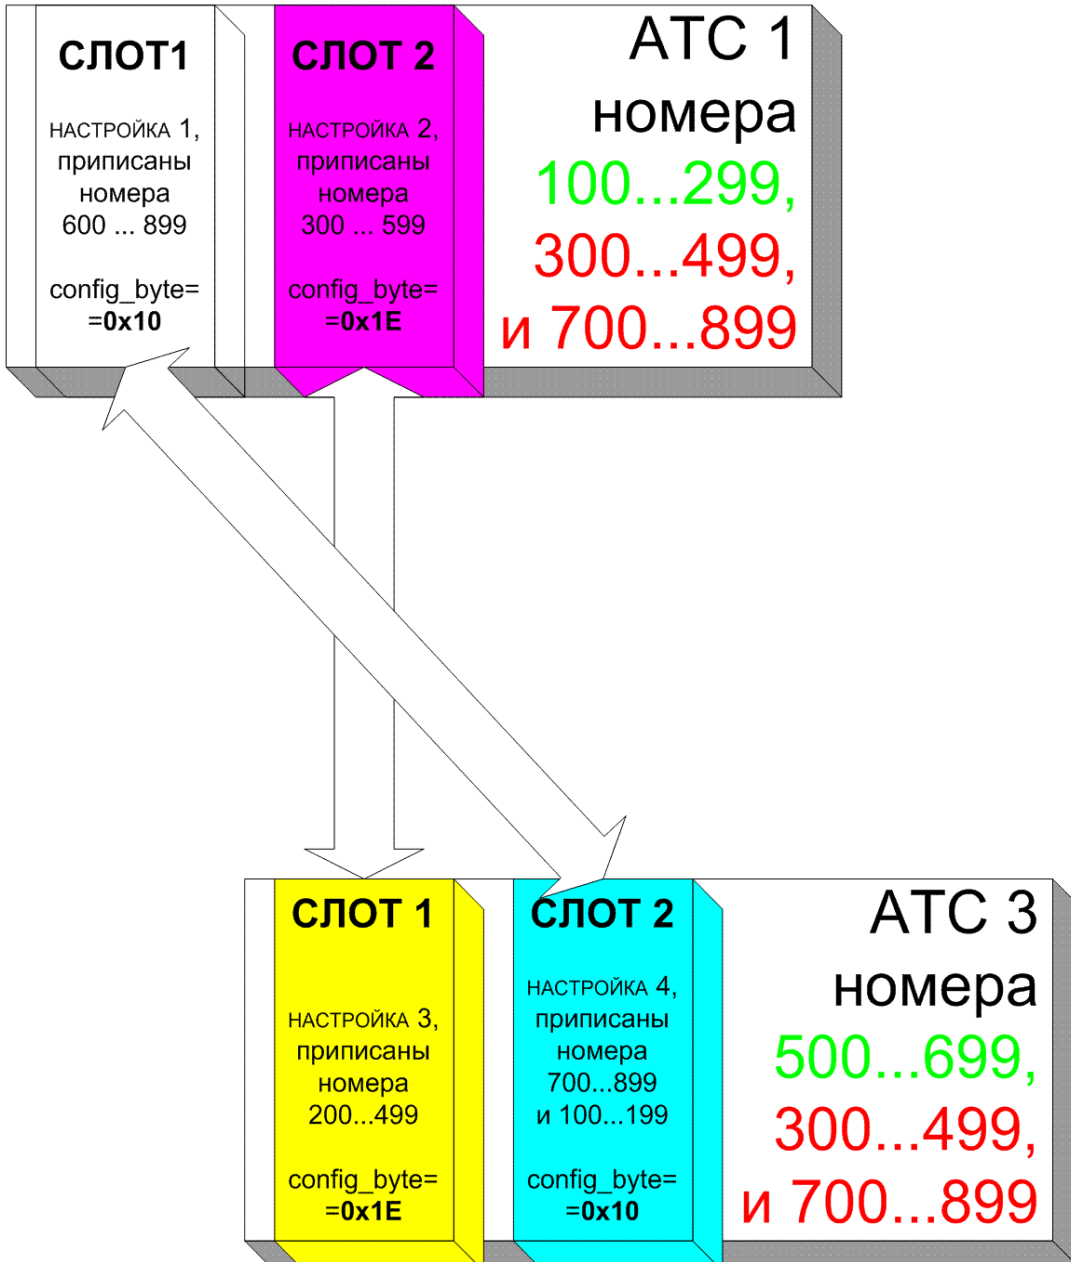 СЛОТ1
НАСТРОЙКА 1,
приписаны
номера
600 ... 899
config_byte=
=0x10
СЛОТ 2
НАСТРОЙКА 2,
приписаны
номера
300 ... 599
config_byte=
=0x1E
АТС 1
номера
100...299,
300...499,
и 700...899
СЛОТ 1
НАСТРОЙКА 3,
приписаны
номера
200...499
config_byte=
=0x1E
СЛОТ 2
НАСТРОЙКА 4,
приписаны
номера
700...899
и 100...199
config_byte=
=0x10
АТС 3
номера
500...699,
300...499,
и 700...899